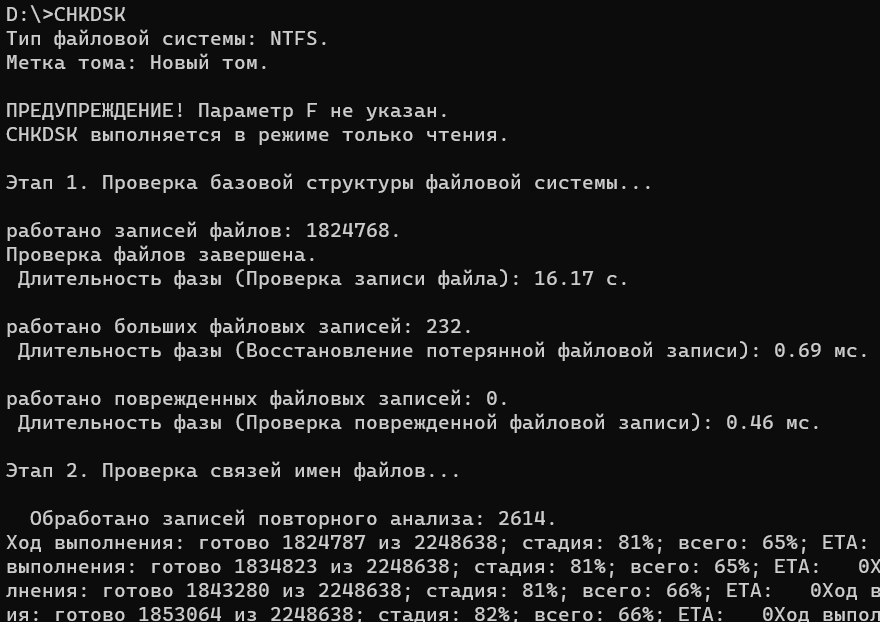 D:\>CHKDSK
Тип файловой системы: NTFS.
Метка тома: Новый том.
ПРЕДУПРЕЖДЕНИЕ! Параметр F не указан.
CHKDSK выполняется в режиме только чтения.
Этап 1. Проверка базовой структуры файловой системы...
работано записей файлов: 1824768.
Проверка файлов завершена.
Длительность фазы (Проверка записи файла): 16.17 с.
работано больших файловых записей: 232.
Длительность фазы (Восстановление потерянной файловой записи): 0.69 мс.
работано поврежденных файловых записей: 0.
Длительность фазы (Проверка поврежденной файловой записи): 0.46 мс.
Этап 2. Проверка связей имен файлов...
Обработано записей повторного анализа: 2614.
Ход выполнения: готово 1824787 из 2248638; стадия: 81%; всего: 65%; ETA:
выполнения: готово 1834823 из 2248638; стадия: 81%; всего: 65%; ETA:   0Х
лнения: готово 1843280 из 2248638; стадия: 81%; всего: 66%; ETA:   0Ход в
ия: готово 1853064 из 2248638; стадия: 82%; всего: 66%; ETA:   0Ход выпол